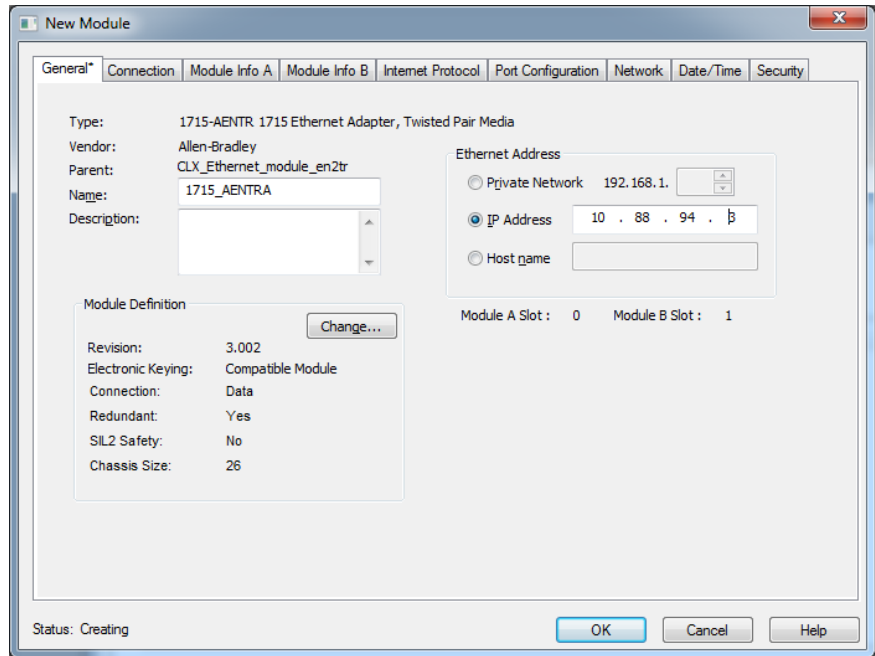 New Module
General* Connection Module Info A Module Info B Internet Protocol Port Configuration Network Date/Time Security
Type: 1715-AENTR 1715 Ethernet Adapter, Twisted Pair Media
Vendor: Allen-Bradley
Parent: CLX_Ethernet_module_en2tr
Name: 1715_AENTRA
Description:
Ethernet Address
Private Network 192.168.1.
IP Address 10 . 88 . 94 . 3
Host name
Module A Slot : 0 Module B Slot : 1
Module Definition
Change...
Revision: 3.002
Electronic Keying: Compatible Module
Connection: Data
Redundant: Yes
SIL2 Safety: No
Chassis Size: 26
Status: Creating
OK Cancel Help